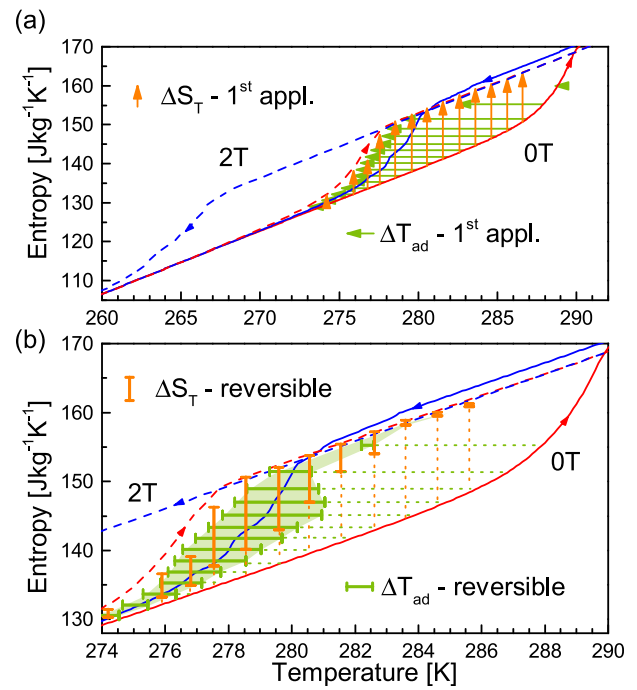 (a)
170
160
150
140
130
120
110
Entropy [Jkg⁻¹K⁻¹]
ΔS_T - 1ˢᵗ appl.
2T
0T
ΔT_ad - 1ˢᵗ appl.
260 265 270 275 280 285 290
(b)
170
160
150
140
130
Entropy [Jkg⁻¹K⁻¹]
ΔS_T - reversible
2T
0T
ΔT_ad - reversible
274 276 278 280 282 284 286 288 290
Temperature [K]